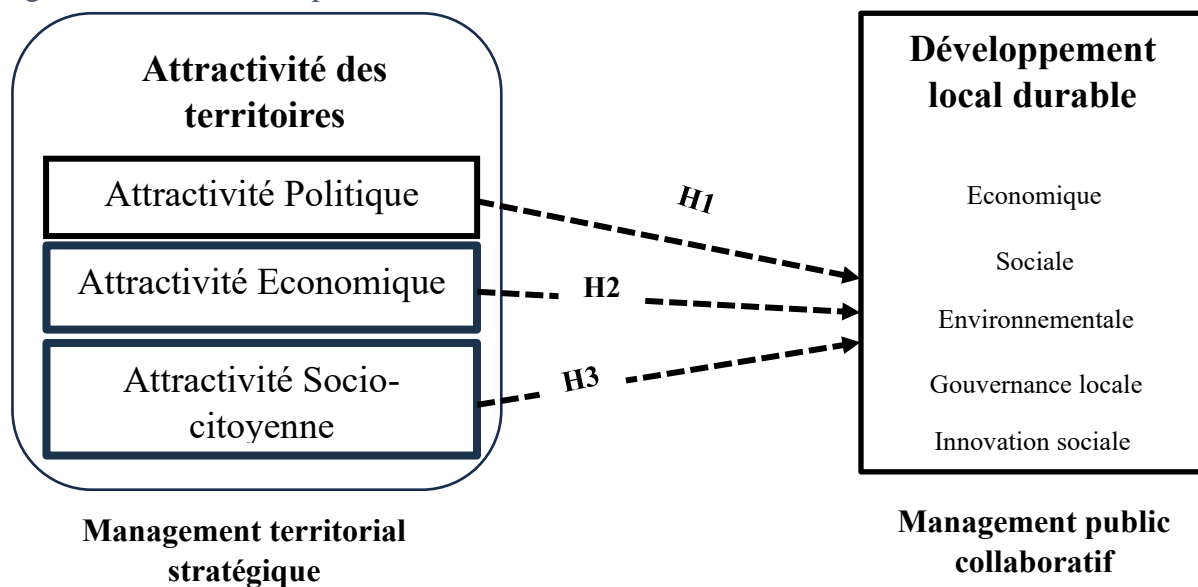 Attractivité des
territoires
Attractivité Politique
Attractivité Economique
Attractivité Socio-
citoyenne
Management territorial
stratégique
H1
H2
H3
Développement
local durable
Economique
Sociale
Environnementale
Gouvernance locale
Innovation sociale
Management public
collaboratif